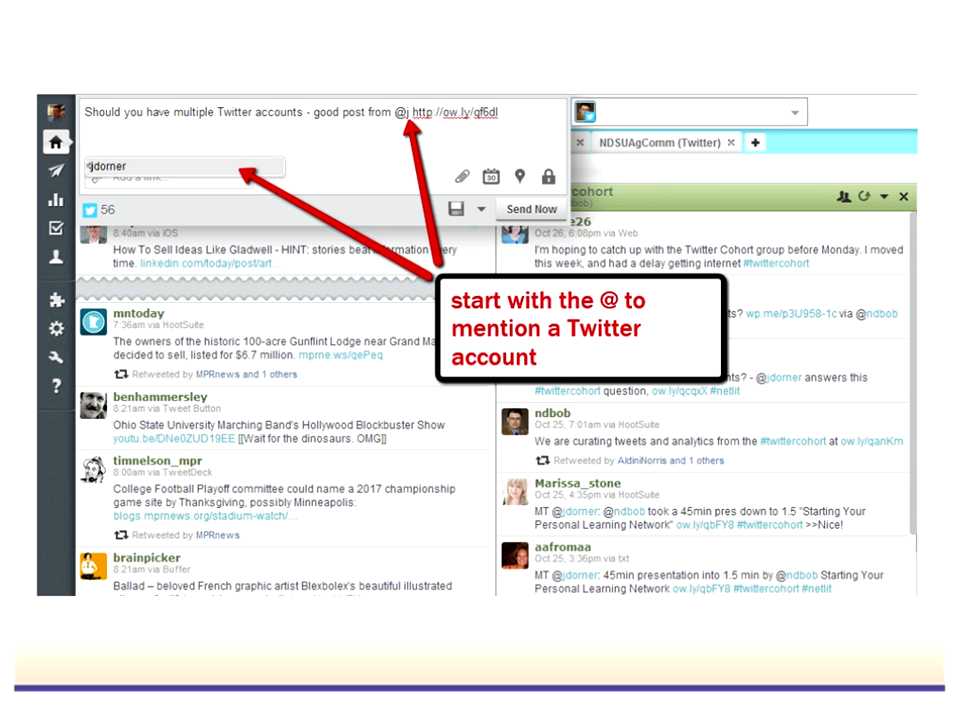 Should you have multiple Twitter accounts - good post from @j http://ow.ly/qf6dl
jdorner
Add a link...
30
56
Send Now
8:40am via iOS
How To Sell Ideas Like Gladwell - HINT: stories beat information every
time. linkedin.com/today/post/art...
mntoday
7:36am via HootSuite
The owners of the historic 100-acre Gunflint Lodge near Grand Ma
decided to sell, listed for $6.7 million. mprne.ws/qePeq
Retweeted by MPRnews and 1 others
benhammersley
8:21am via Tweet Button
Ohio State University Marching Band's Hollywood Blockbuster Show
youtu.be/DNe0ZUD19EE [[Wait for the dinosaurs. OMG]]
timnelson_mpr
8:00am via TweetDeck
College Football Playoff committee could name a 2017 championship
game site by Thanksgiving, possibly Minneapolis:
blogs.mprnews.org/stadium-watch/...
Retweeted by MPRnews
brainpicker
8:21am via Buffer
Ballad – beloved French graphic artist Blexbolex's beautiful illustrated
start with the @ to
mention a Twitter
account
NDSUAgComm (Twitter)
cohort
bob)
e26
Oct 26, 6:08pm via Web
I'm hoping to catch up with the Twitter Cohort group before Monday. I moved
this week, and had a delay getting internet #twittercohort
ts? wp.me/p3U958-1c via @ndbob
nts? - @jdorner answers this
#twittercohort question, ow.ly/qcqxX #netlit
ndbob
Oct 25, 7:01am via HootSuite
We are curating tweets and analytics from the #twittercohort at ow.ly/qanKm
Retweeted by AldiniNorris and 1 others
Marissa_stone
Oct 25, 4:35pm via HootSuite
MT @jdorner: @ndbob took a 45min pres down to 1.5 "Starting Your
Personal Learning Network" ow.ly/qbFY8 #twittercohort >>Nice!
aafromaa
Oct 25, 3:36pm via txt
MT @jdorner: 45min presentation into 1.5 min by @ndbob Starting Your
Personal Learning Network ow.ly/qbFY8 #twittercohort #netlit